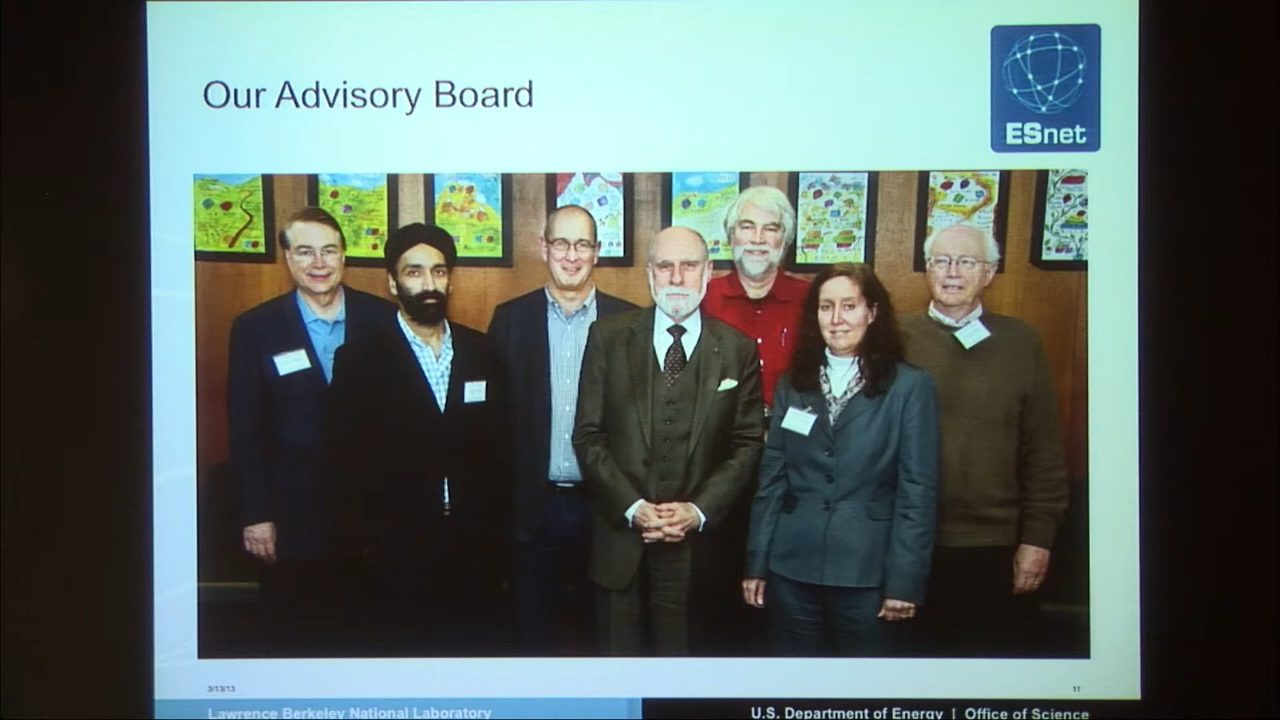 Our Advisory Board
ESnet
3/13/13
11
Lawrence Berkeley National Laboratory
U.S. Department of Energy | Office of Science